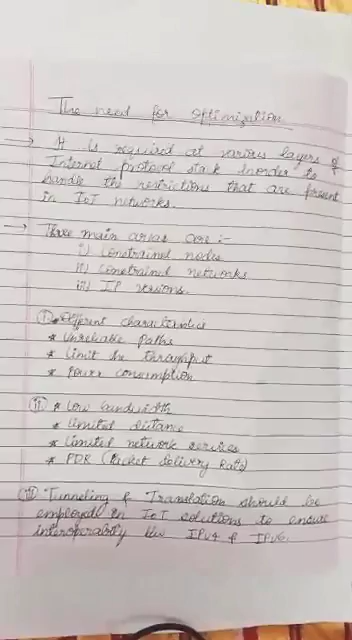 The need for optimization
→ It is required at various layers of
Internet protocol stack inorder to
handle the restrictions that are present
in IoT networks.
→ Three main areas are :-
i) constrained nodes
ii) constrained networks
iii) IP versions.
(i) * Different characteristics
* Unreliable paths
* Limit the throughput
* Power consumption
(ii) * Low bandwidth
* Limited distance
* Limited network services
* PDR (Packet delivery Rate)
(iii) Tunneling & Translation should be
employed in IoT solutions to ensure
interoperability b/w IPv4 & IPv6.